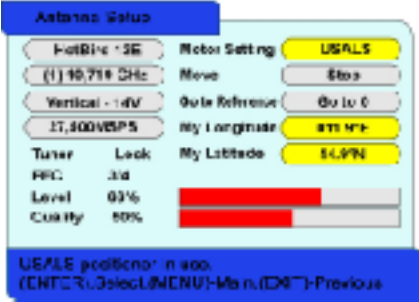 Antenna Setup
HotBird 13E
Motor Setting
USALS
(1) 10,719 GHz
Move
Stop
Vertical - 14V
Goto Reference
Go to 0
27,500MSPS
My Longitude
My Latitude
Tuner Lock
FEC 3/4
Level
Quality
USALS positioner in use.
(ENTER)-Select,(MENU)-Main,(EXIT)-Previous